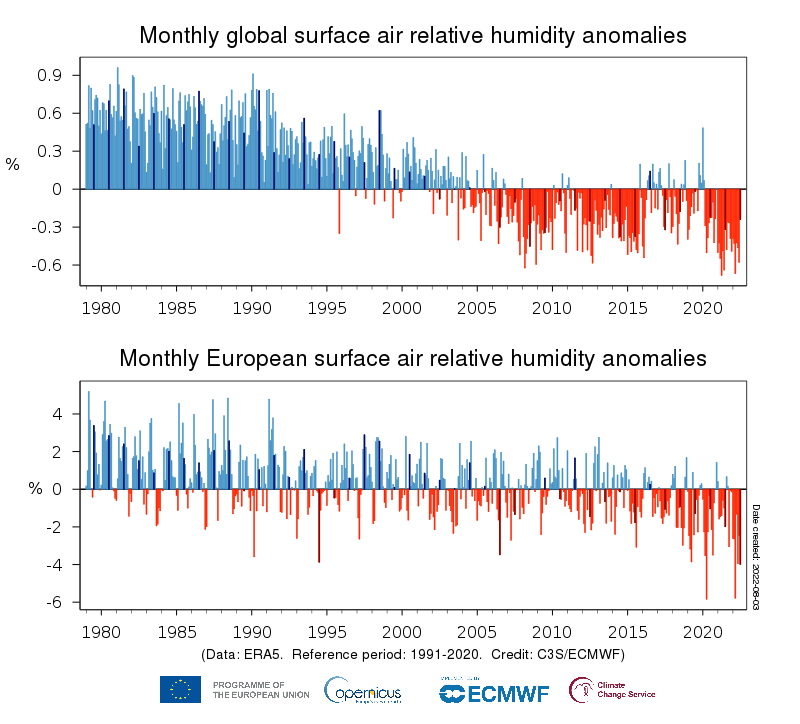 Monthly global surface air relative humidity anomalies
0.9
0.6
0.3
%
0
-0.3
-0.6
1980 1985 1990 1995 2000 2005 2010 2015 2020
Monthly European surface air relative humidity anomalies
4
2
% 0
-2
-4
-6
Date created: 2022-08-03
1980 1985 1990 1995 2000 2005 2010 2015 2020
(Data: ERA5. Reference period: 1991-2020. Credit: C3S/ECMWF)
PROGRAMME OF
THE EUROPEAN UNION
opernicus
ECMWF
Climate
Change Service